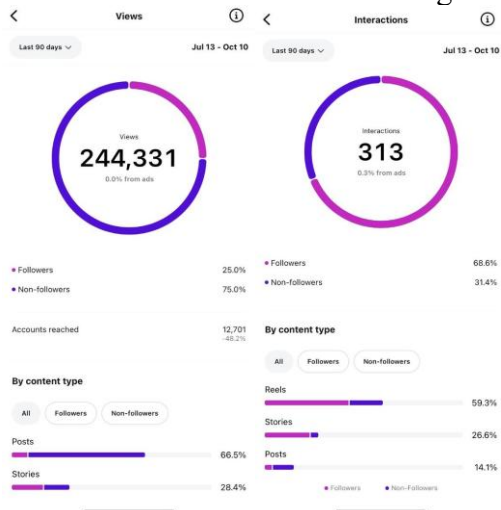 Views
Last 90 days
Jul 13 - Oct 10
Views
244,331
0.0% from ads
Followers 25.0%
Non-followers 75.0%
Accounts reached 12,701
-48.2%
By content type
All Followers Non-followers
Posts
66.5%
Stories
28.4%
Interactions
Last 90 days
Jul 13 - Oct 10
Interactions
313
0.3% from ads
Followers 68.6%
Non-followers 31.4%
By content type
All Followers Non-followers
Reels
59.3%
Stories
26.6%
Posts
14.1%
Followers Non-Followers